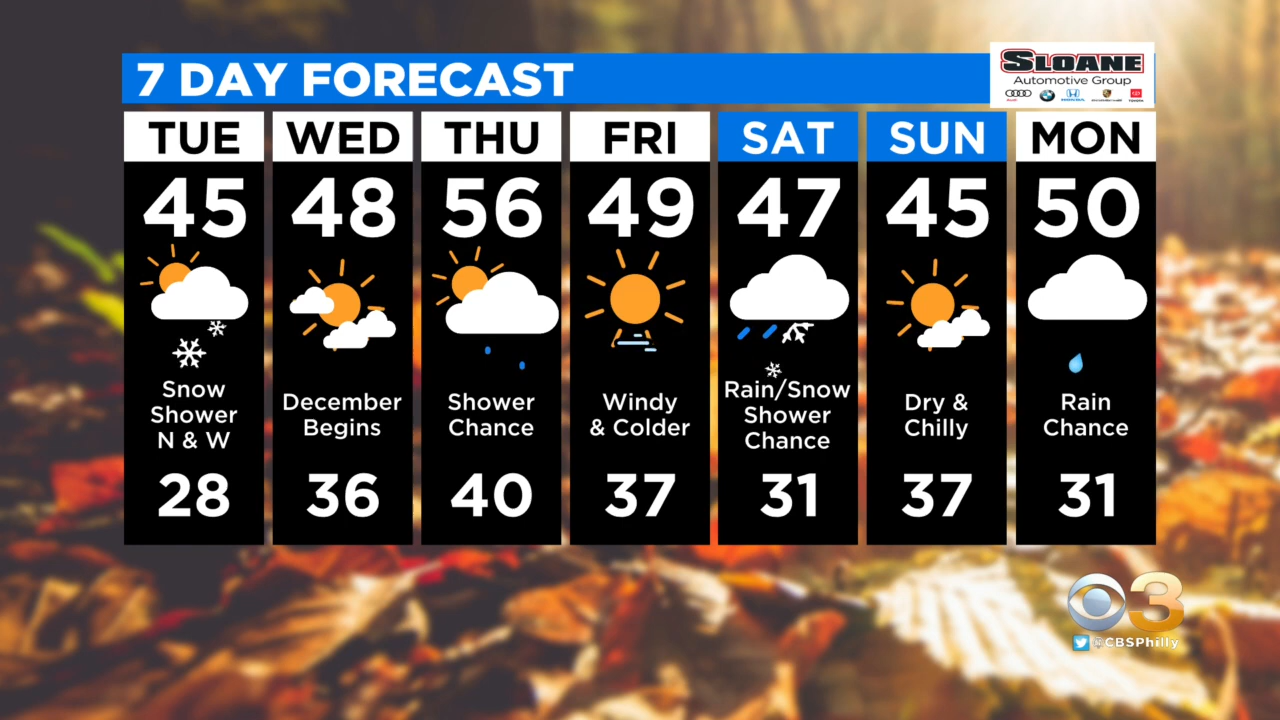 7 DAY FORECAST
SLOANE
Automotive Group
TUE
45
Snow
Shower
N & W
28
WED
48
December
Begins
36
THU
56
Shower
Chance
40
FRI
49
Windy
& Colder
37
SAT
47
Rain/Snow
Shower
Chance
31
SUN
45
Dry &
Chilly
37
MON
50
Rain
Chance
31
3
@CBSPhilly